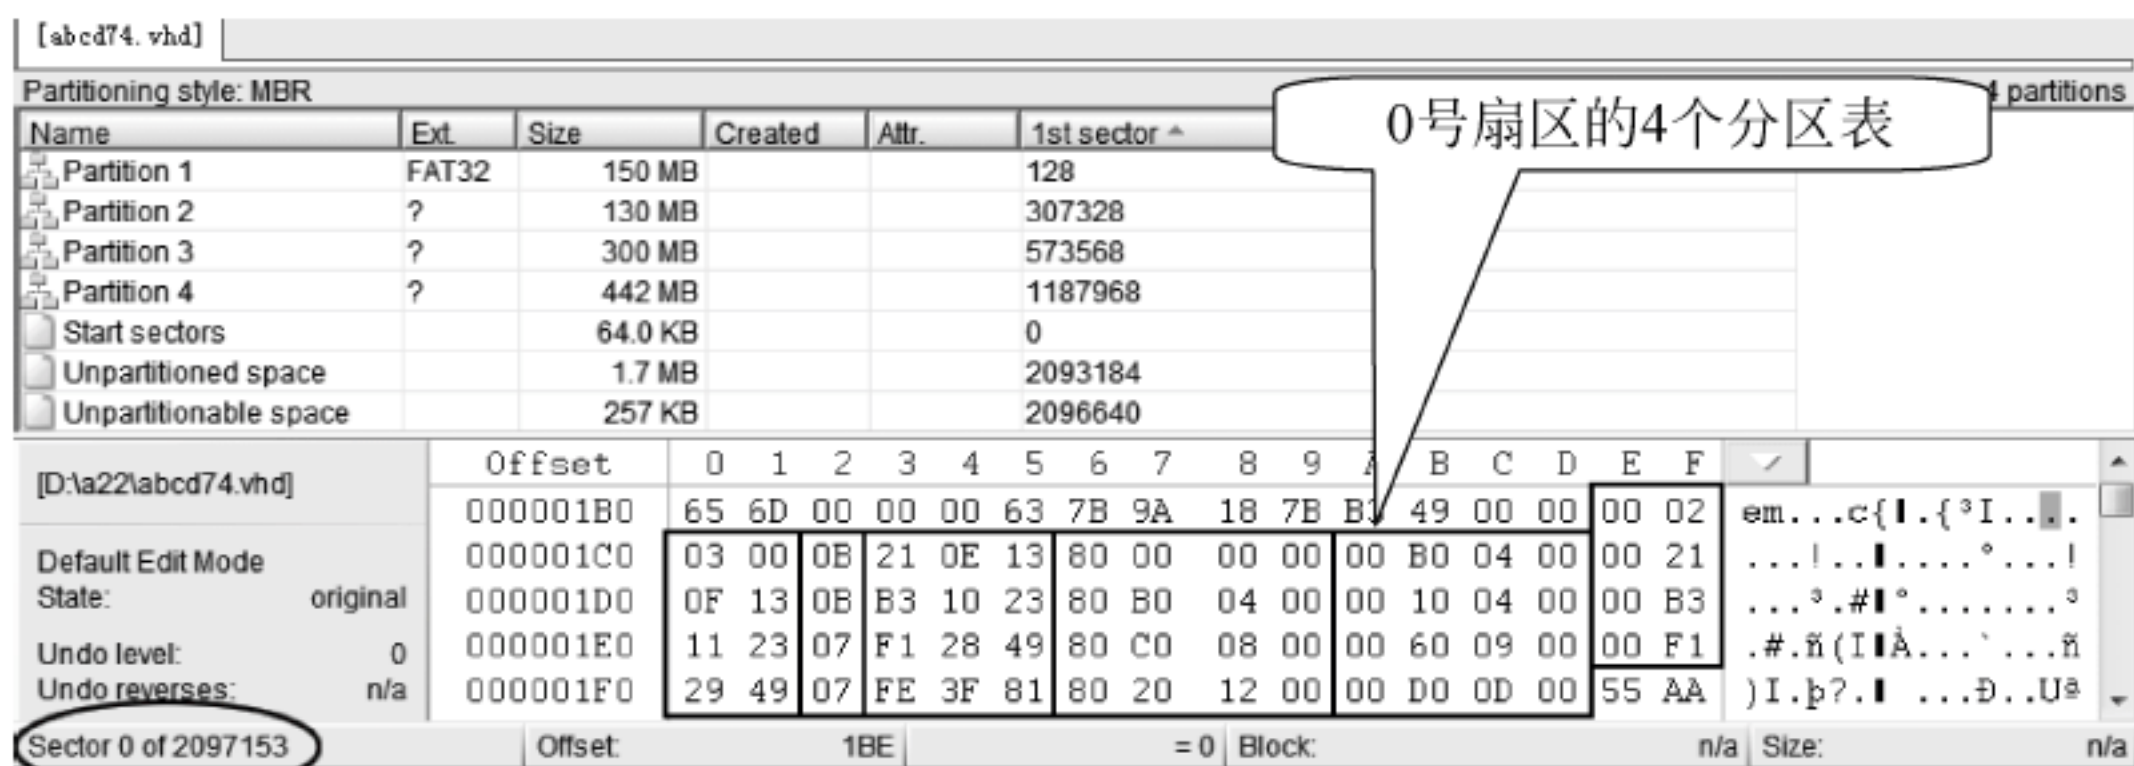 [abcd74.vhd]
Partitioning style: MBR 4 partitions
0号扇区的4个分区表
Name Ext. Size Created Attr. 1st sector
Partition 1 FAT32 150 MB 128
Partition 2 ? 130 MB 307328
Partition 3 ? 300 MB 573568
Partition 4 ? 442 MB 1187968
Start sectors 64.0 KB 0
Unpartitioned space 1.7 MB 2093184
Unpartitionable space 257 KB 2096640
[D:\a22\abcd74.vhd]
Default Edit Mode
State: original
Undo level: 0
Undo reverses: n/a
Offset 0 1 2 3 4 5 6 7 8 9 A B C D E F
000001B0 65 6D 00 00 00 63 7B 9A 18 7B B3 49 00 00 00 02 em...c{▮.{³I....
000001C0 03 00 0B 21 0E 13 80 00 00 00 00 B0 04 00 00 21 ...!..▮....°...!
000001D0 0F 13 0B B3 10 23 80 B0 04 00 00 10 04 00 00 B3 ...³.#▮°.......³
000001E0 11 23 07 F1 28 49 80 C0 08 00 00 60 09 00 00 F1 .#.ñ(I▮À...`...ñ
000001F0 29 49 07 FE 3F 81 80 20 12 00 00 D0 0D 00 55 AA )I.þ?.▮ ...Ð..Uª
Sector 0 of 2097153 Offset: 1BE = 0 Block: n/a Size: n/a